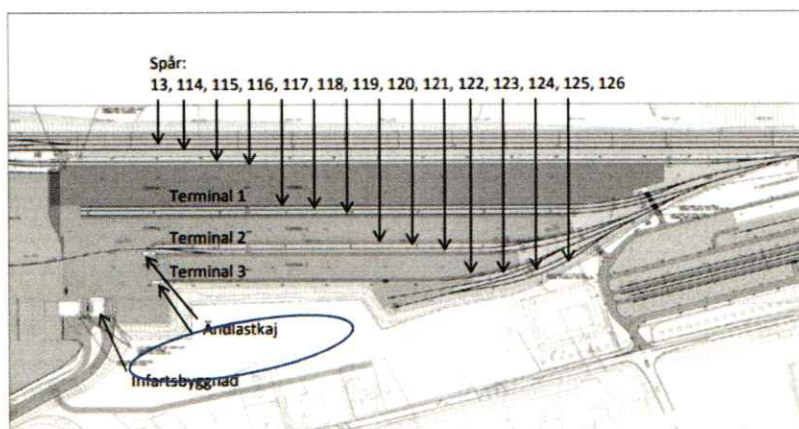 Spår:
13, 114, 115, 116, 117, 118, 119, 120, 121, 122, 123, 124, 125, 126
Terminal 1
Terminal 2
Terminal 3
Ändlastkaj
Infartsbyggnad